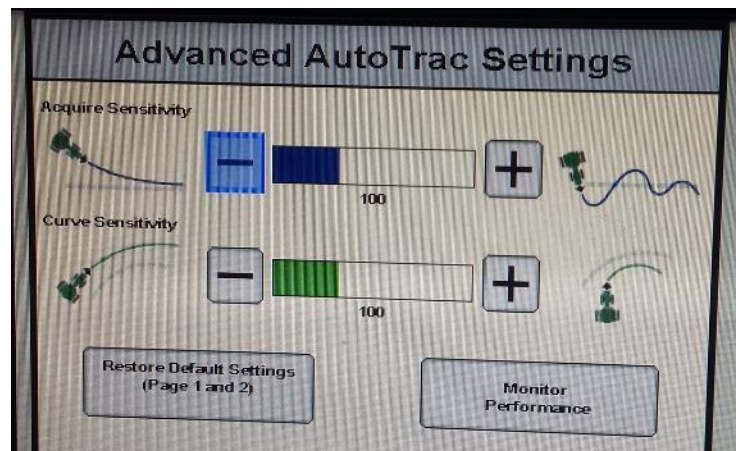 Advanced AutoTrac Settings
Acquire Sensitivity
100
Curve Sensitivity
100
Restore Default Settings
(Page 1 and 2)
Monitor
Performance